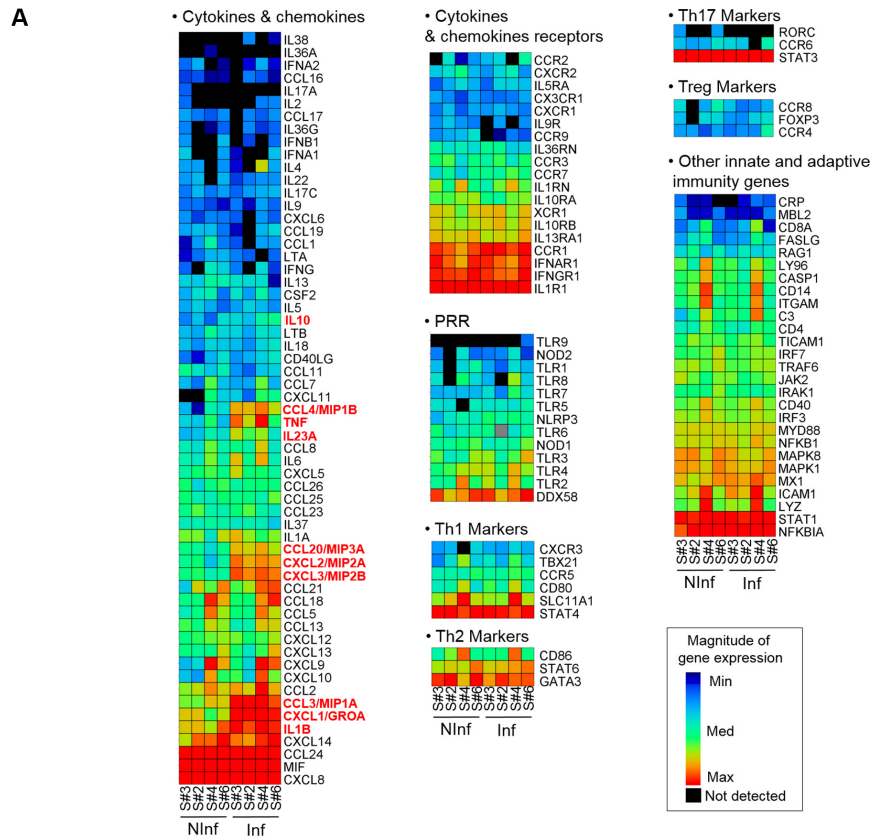 A
• Cytokines & chemokines
IL38
IL36A
IFNA2
CCL16
IL17A
IL2
CCL17
IL36G
IFNB1
IFNA1
IL4
IL22
IL17C
IL9
CXCL6
CCL19
CCL1
LTA
IFNG
IL13
CSF2
IL5
IL10
LTB
IL18
CD40LG
CCL11
CCL7
CXCL11
CCL4/MIP1B
TNF
IL23A
CCL8
IL6
CXCL5
CCL26
CCL25
CCL23
IL37
IL1A
CCL20/MIP3A
CXCL2/MIP2A
CXCL3/MIP2B
CCL21
CCL18
CCL5
CCL13
CXCL12
CXCL13
CXCL9
CXCL10
CCL2
CCL3/MIP1A
CXCL1/GROA
IL1B
CXCL14
CCL24
MIF
CXCL8
S#3 S#2 S#4 S#6 S#3 S#2 S#4 S#6
NInf Inf
• Cytokines
& chemokines receptors
CCR2
CXCR2
IL5RA
CX3CR1
CXCR1
IL9R
CCR9
IL36RN
CCR3
CCR7
IL1RN
IL10RA
XCR1
IL10RB
IL13RA1
CCR1
IFNAR1
IFNGR1
IL1R1
• PRR
TLR9
NOD2
TLR1
TLR8
TLR7
TLR5
NLRP3
TLR6
NOD1
TLR3
TLR4
TLR2
DDX58
• Th1 Markers
CXCR3
TBX21
CCR5
CD80
SLC11A1
STAT4
• Th2 Markers
CD86
STAT6
GATA3
S#3 S#2 S#4 S#6 S#3 S#2 S#4 S#6
NInf Inf
• Th17 Markers
RORC
CCR6
STAT3
• Treg Markers
CCR8
FOXP3
CCR4
• Other innate and adaptive
immunity genes
CRP
MBL2
CD8A
FASLG
RAG1
LY96
CASP1
CD14
ITGAM
C3
CD4
TICAM1
IRF7
TRAF6
JAK2
IRAK1
CD40
IRF3
MYD88
NFKB1
MAPK8
MAPK1
MX1
ICAM1
LYZ
STAT1
NFKBIA
S#3 S#2 S#4 S#6 S#3 S#2 S#4 S#6
NInf Inf
Magnitude of
gene expression
Min
Med
Max
Not detected